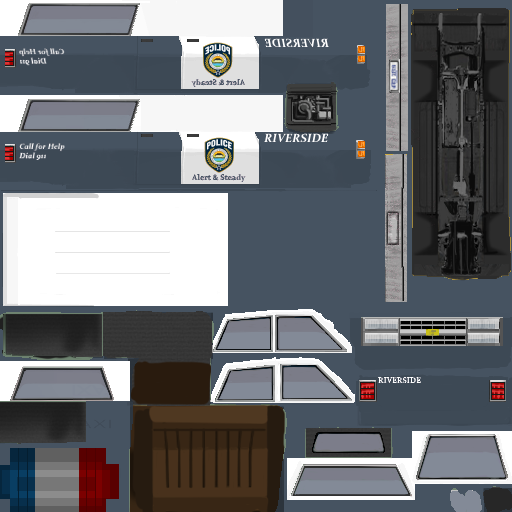 Call for Help
Dial 911
POLICE
Alert & Steady
RIVERSIDE
Call for Help
Dial 911
POLICE
Alert & Steady
RIVERSIDE
RIVERSIDE
TAXI